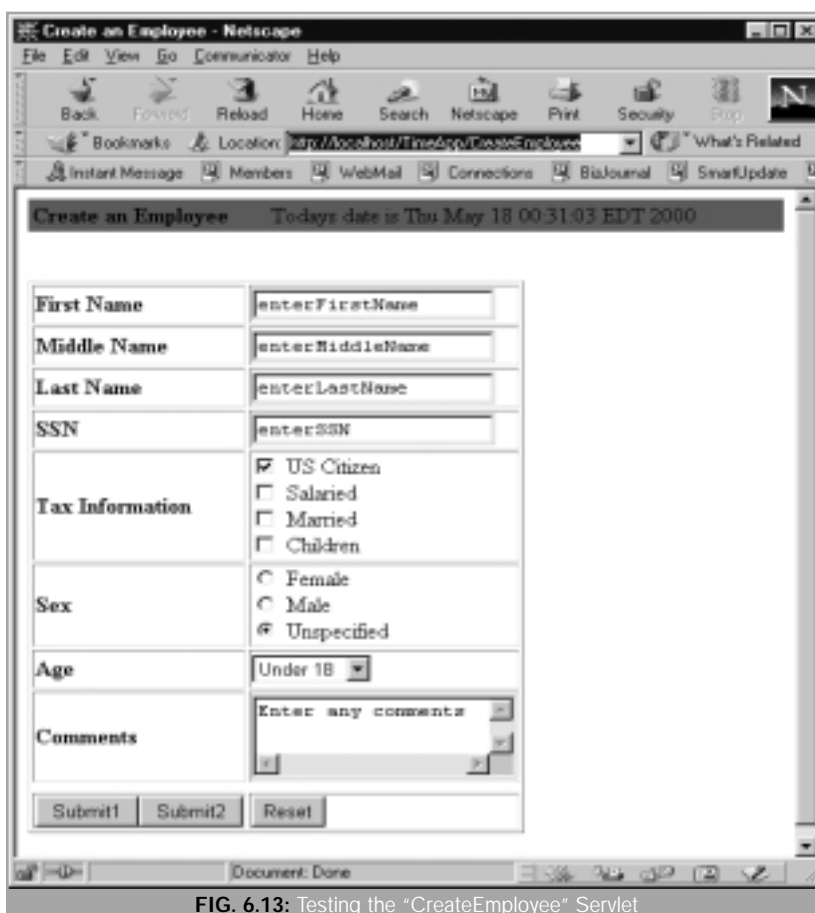 Create an Employee - Netscape
File Edit View Go Communicator Help
Back Forward Reload Home Search Netscape Print Security Stop
N
Bookmarks Location: http://localhost/TimeApp/CreateEmployee What's Related
Instant Message Members WebMail Connections BizJournal SmartUpdate
Create an Employee Todays date is Thu May 18 00:31:03 EDT 2000
First Name enterFirstName
Middle Name enterMiddleName
Last Name enterLastName
SSN enterSSN
Tax Information
US Citizen
Salaried
Married
Children
Sex
Female
Male
Unspecified
Age Under 18
Comments Enter any comments
Submit1 Submit2 Reset
Document: Done
FIG. 6.13: Testing the "CreateEmployee" Servlet